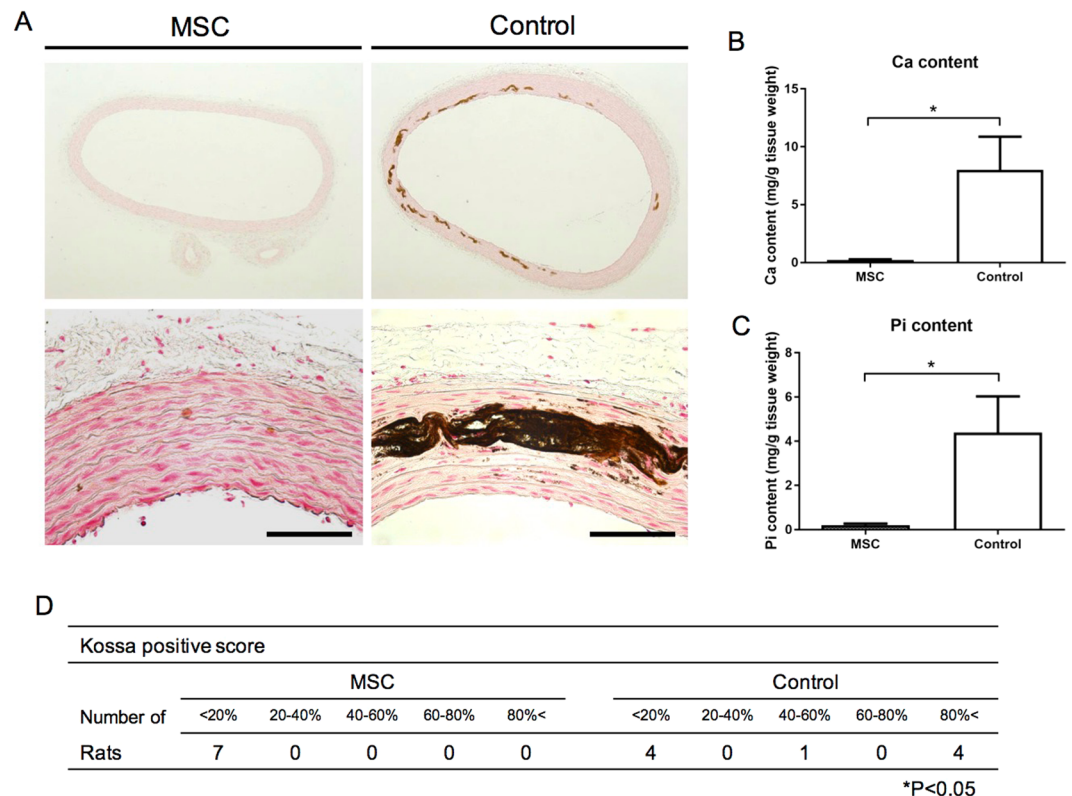 A
MSC
Control
B
Ca content
Ca content (mg/g tissue weight)
15
10
5
0
*
MSC
Control
C
Pi content
Pi content (mg/g tissue weight)
8
6
4
2
0
*
MSC
Control
D
Kossa positive score
MSC Control
Number of <20% 20-40% 40-60% 60-80% 80%< <20% 20-40% 40-60% 60-80% 80%<
Rats 7 0 0 0 0 4 0 1 0 4
*P<0.05